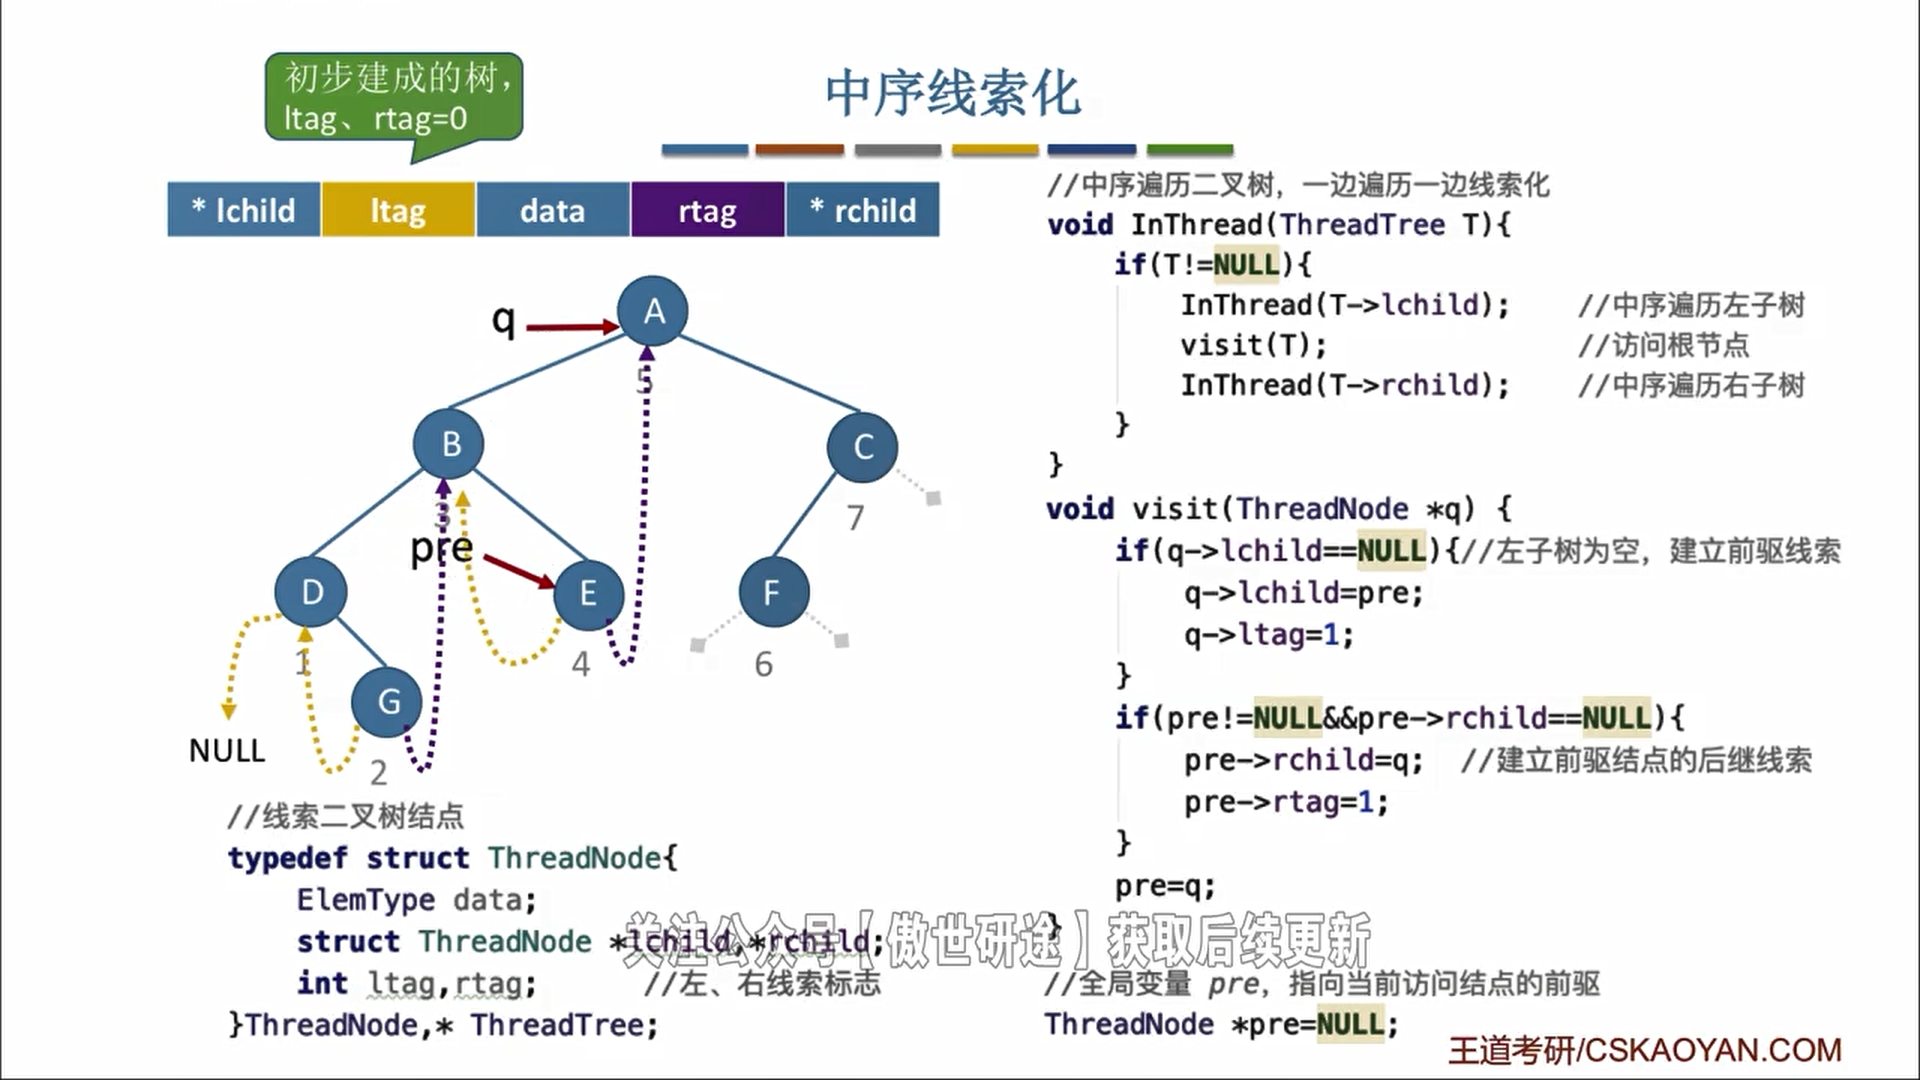 初步建成的树，
ltag、rtag=0
中序线索化
* lchild ltag data rtag * rchild
q
A
5
B
C
3
7
pre
D
E
F
1
4
6
G
NULL
2
//线索二叉树结点
typedef struct ThreadNode{
ElemType data;
struct ThreadNode *lchild,*rchild;
int ltag,rtag; //左、右线索标志
}ThreadNode,* ThreadTree;
//中序遍历二叉树，一边遍历一边线索化
void InThread(ThreadTree T){
if(T!=NULL){
InThread(T->lchild); //中序遍历左子树
visit(T); //访问根节点
InThread(T->rchild); //中序遍历右子树
}
}
void visit(ThreadNode *q) {
if(q->lchild==NULL){//左子树为空，建立前驱线索
q->lchild=pre;
q->ltag=1;
}
if(pre!=NULL&&pre->rchild==NULL){
pre->rchild=q; //建立前驱结点的后继线索
pre->rtag=1;
}
pre=q;
}
关注公众号【傲世研途】获取后续更新
//全局变量 pre，指向当前访问结点的前驱
ThreadNode *pre=NULL;
王道考研/CSKAOYAN.COM